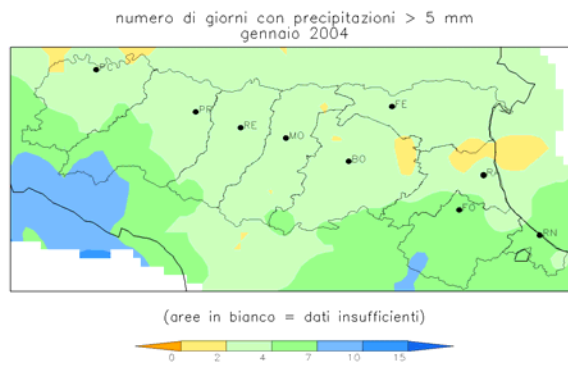 numero di giorni con precipitazioni > 5 mm
gennaio 2004
PC
PR
RE
MO
BO
FE
RA
FO
RN
(aree in bianco = dati insufficienti)
0 2 4 7 10 15